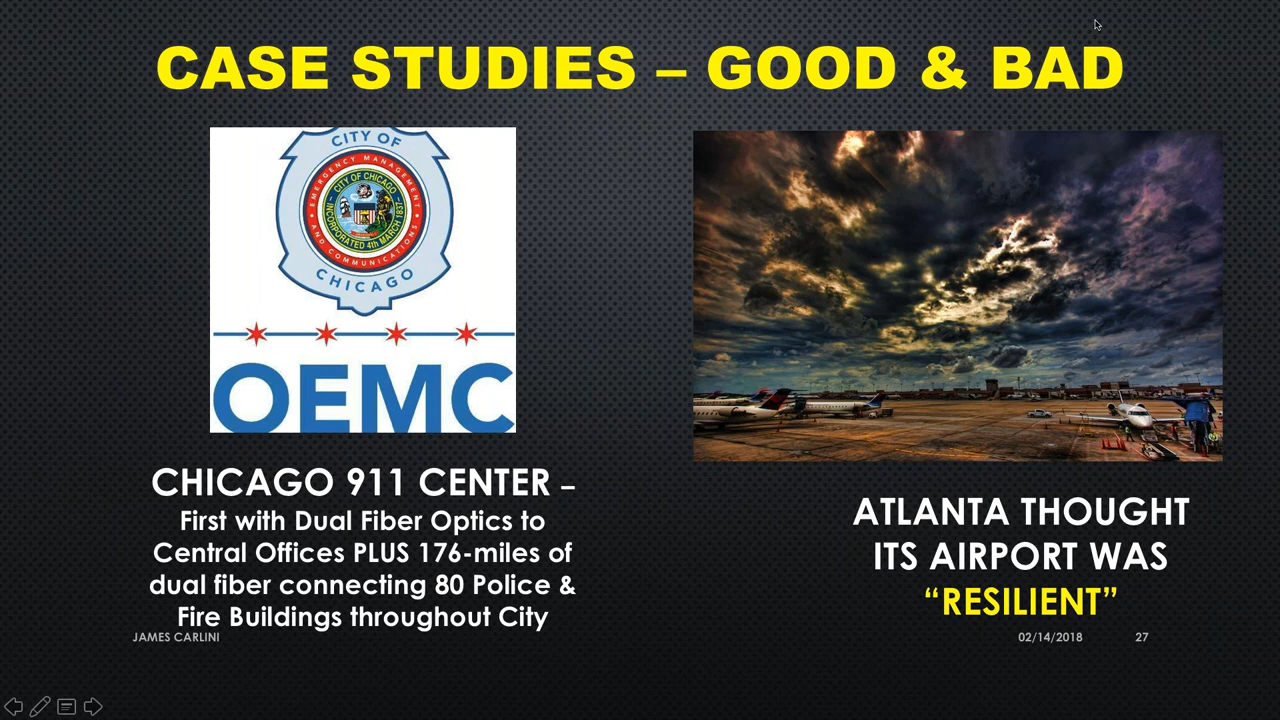 CASE STUDIES – GOOD & BAD
CITY OF
EMERGENCY MANAGEMENT
AND COMMUNICATIONS
CITY OF CHICAGO
INCORPORATED 4th MARCH 1837
CHICAGO
OEMC
CHICAGO 911 CENTER –
First with Dual Fiber Optics to
Central Offices PLUS 176-miles of
dual fiber connecting 80 Police &
Fire Buildings throughout City
ATLANTA THOUGHT
ITS AIRPORT WAS
“RESILIENT”
JAMES CARLINI
02/14/2018
27